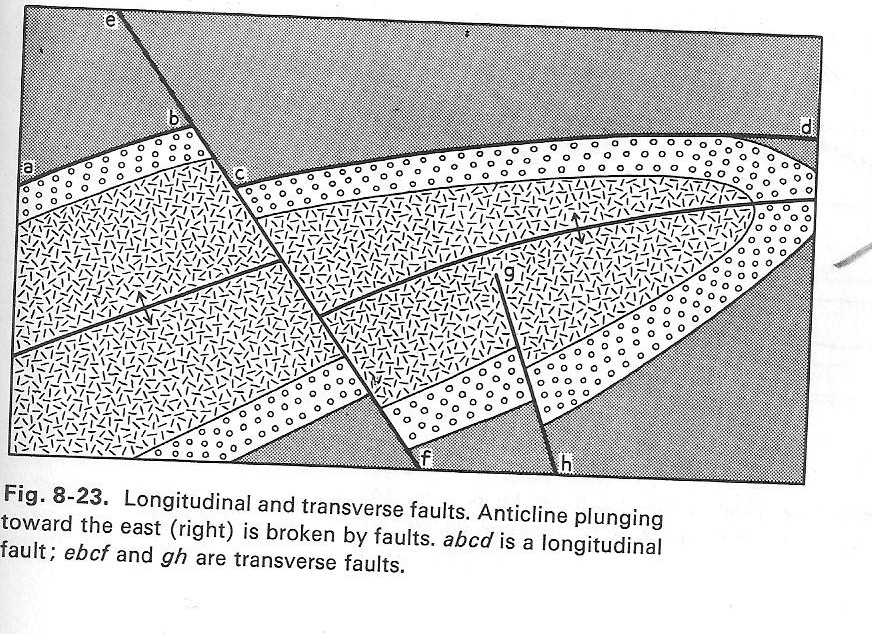 e
b
d
a
c
g
f
h
Fig. 8-23. Longitudinal and transverse faults. Anticline plunging
toward the east (right) is broken by faults. abcd is a longitudinal
fault; ebcf and gh are transverse faults.